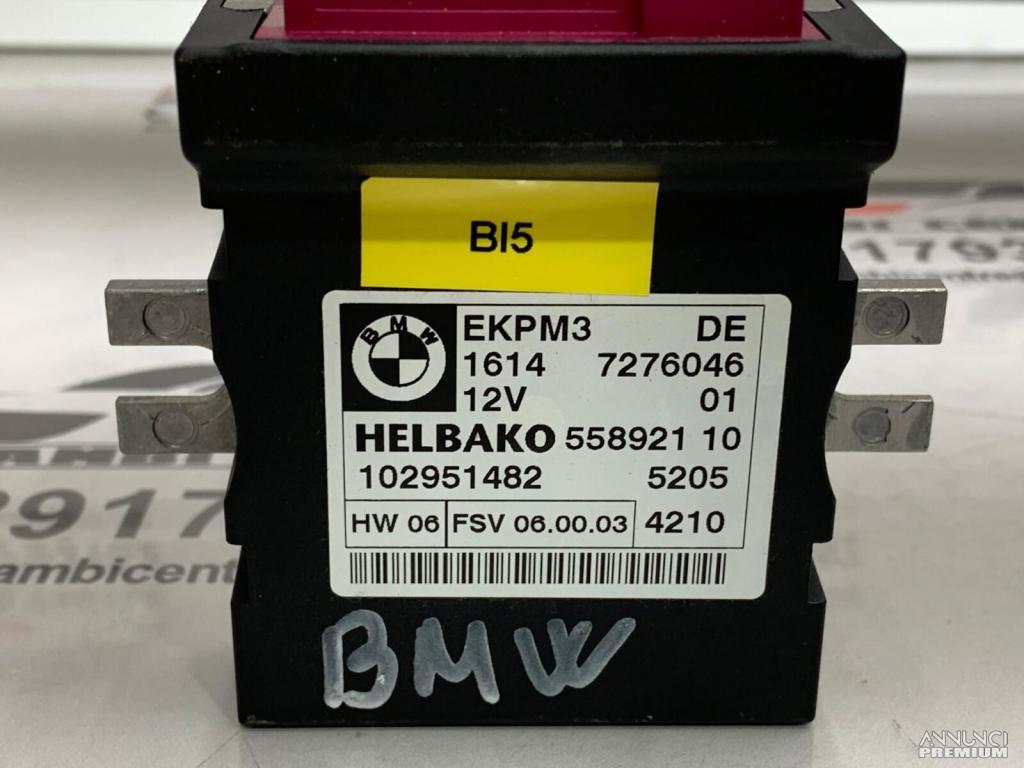 BI5
BMW
EKPM3 DE
1614 7276046
12V 01
HELBAKO 558921 10
102951482 5205
HW 06 FSV 06.00.03 4210
BMW
ANNUNCI
PREMIUM